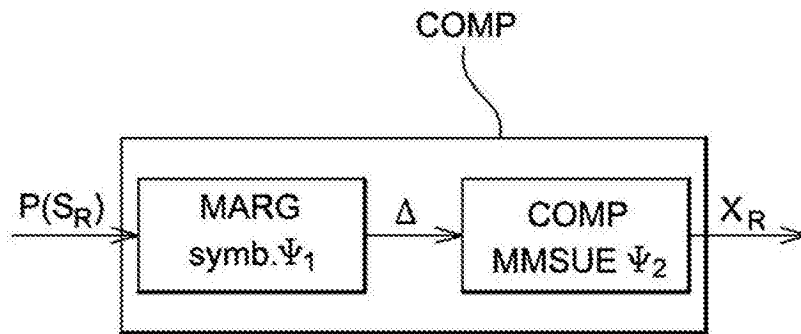 COMP
P(S_R)
MARG
symb.Ψ₁
Δ
COMP
MMSUE Ψ₂
X_R